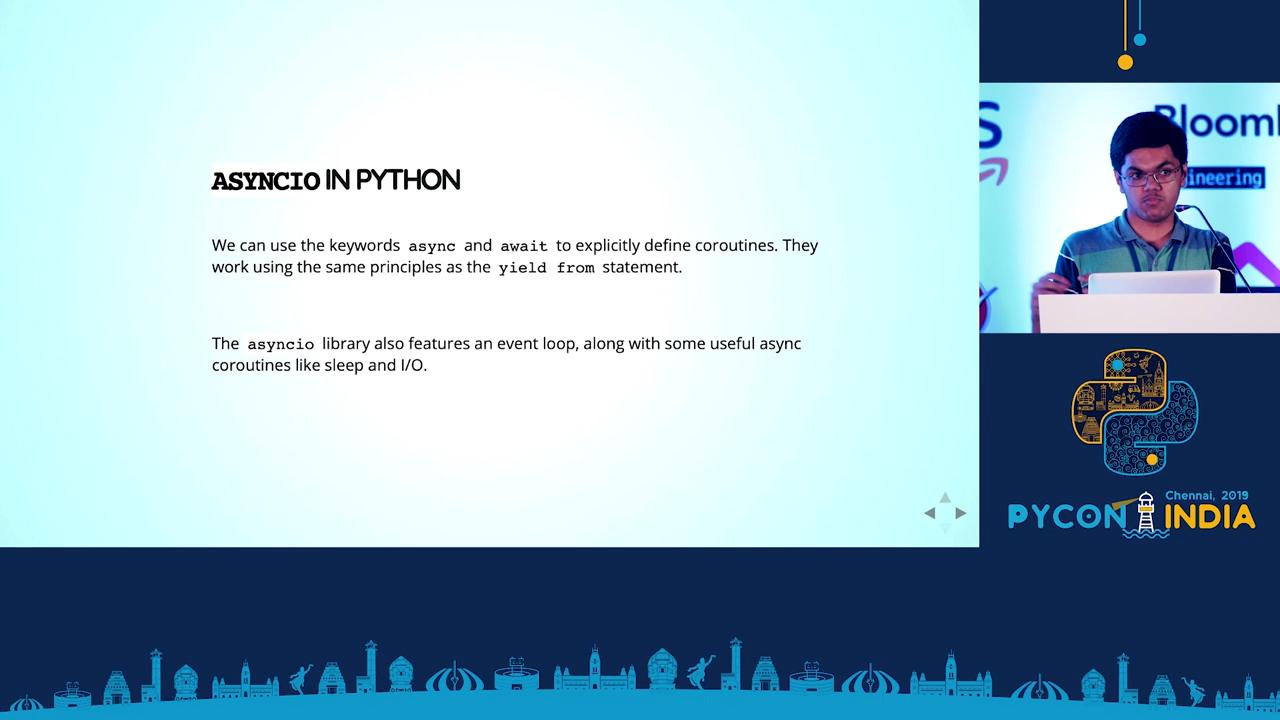 ASYNCIO IN PYTHON
We can use the keywords async and await to explicitly define coroutines. They
work using the same principles as the yield from statement.
The asyncio library also features an event loop, along with some useful async
coroutines like sleep and I/O.
S
Bloom
ineering
Chennai, 2019
PYCON INDIA